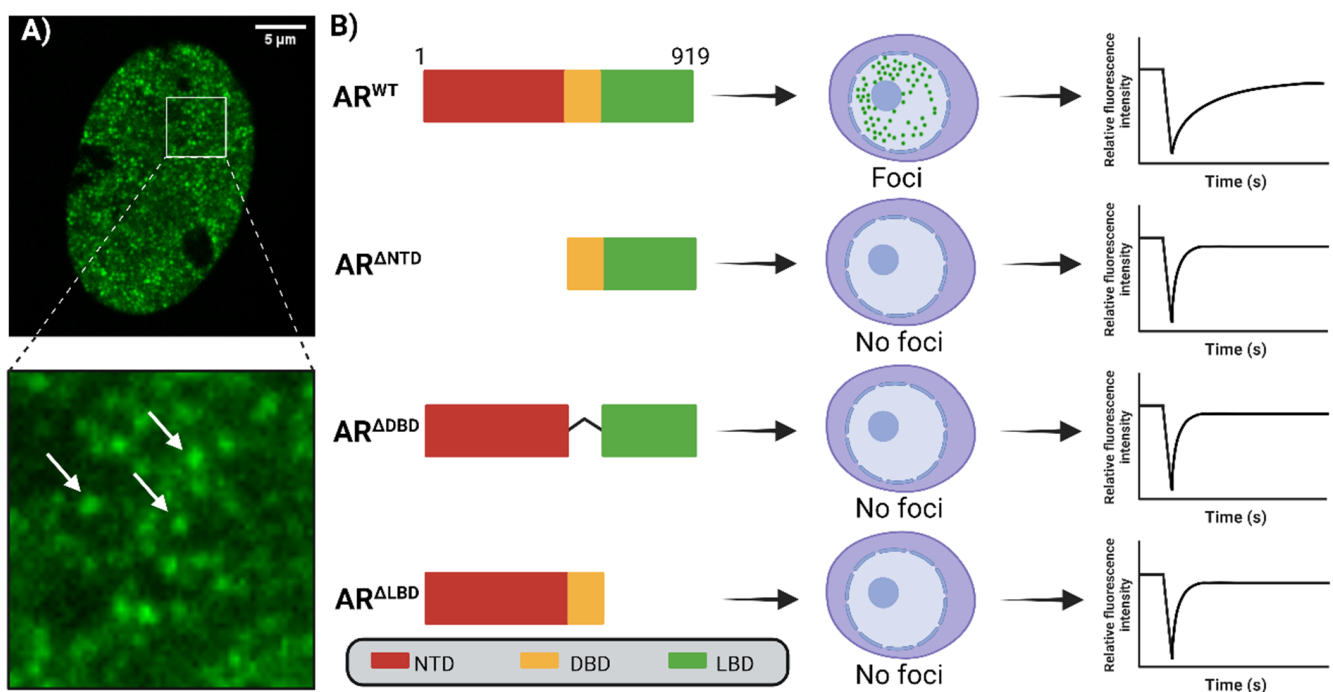 A)
5 µm
B)
1
919
AR^WT
Foci
Relative fluorescence
intensity
Time (s)
AR^ΔNTD
No foci
Relative fluorescence
intensity
Time (s)
AR^ΔDBD
No foci
Relative fluorescence
intensity
Time (s)
AR^ΔLBD
No foci
Relative fluorescence
intensity
Time (s)
NTD
DBD
LBD